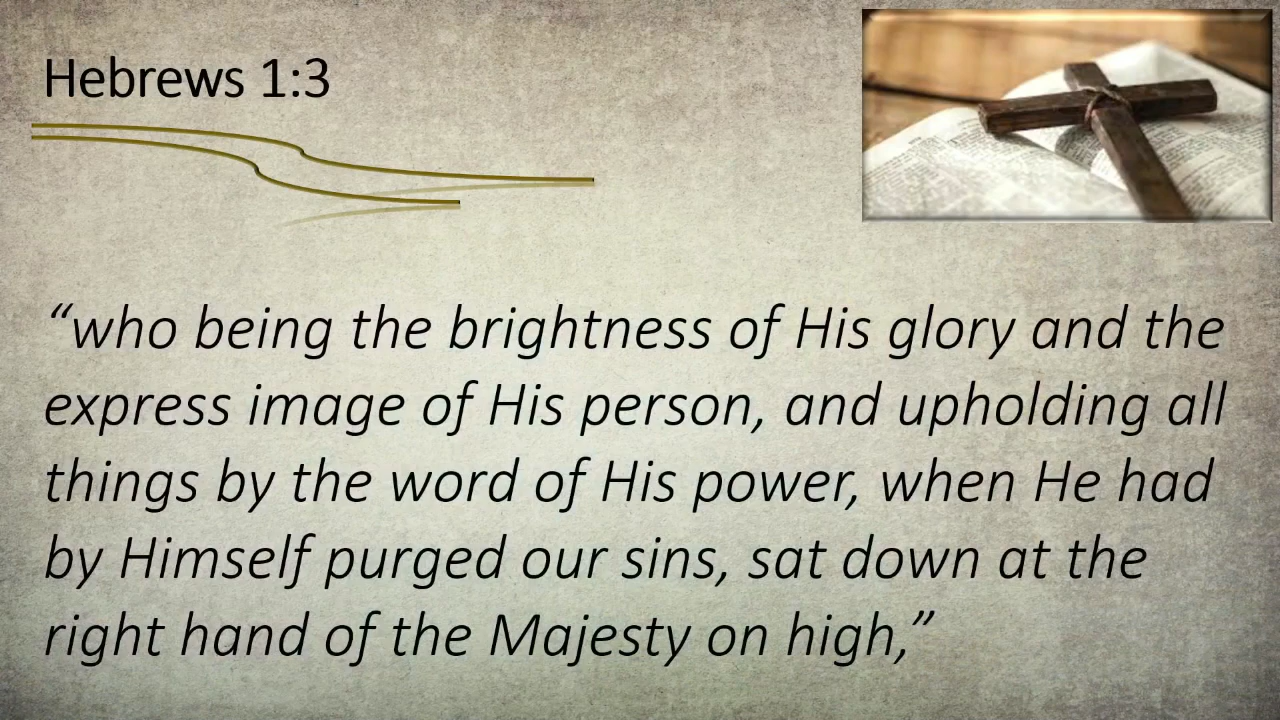 Hebrews 1:3
“who being the brightness of His glory and the
express image of His person, and upholding all
things by the word of His power, when He had
by Himself purged our sins, sat down at the
right hand of the Majesty on high,”